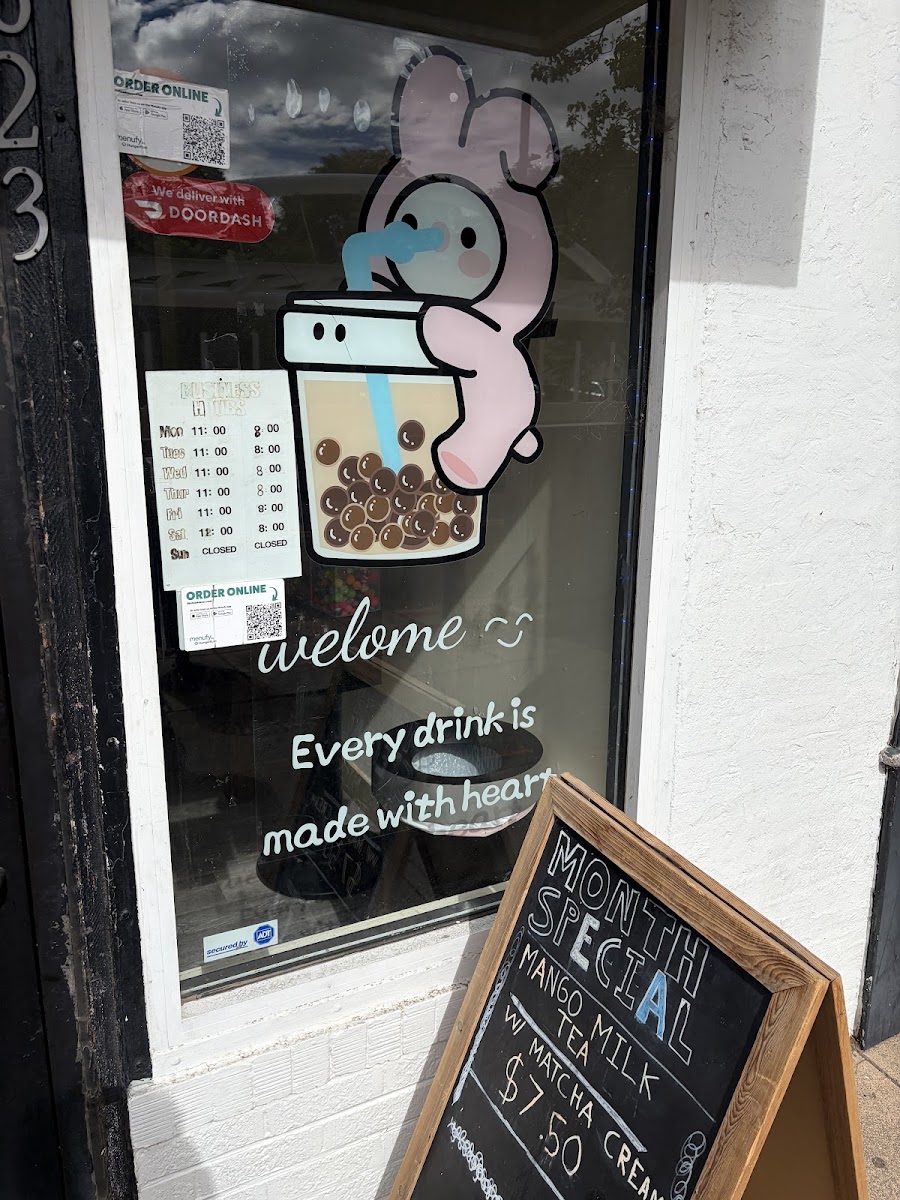 23
ORDER ONLINE
menufy
We deliver with
DOORDASH
BUSINESS
HOURS
Mon 11:00 8:00
Tues 11:00 8:00
Wed 11:00 8:00
Thur 11:00 8:00
Fri 11:00 8:00
Sat 12:00 8:00
Sun CLOSED CLOSED
ORDER ONLINE
menufy
welome
Every drink is
made with heart
secured by ADT
MONTH
SPECIAL
MANGO MILK
TEA
W/ MATCHA CREAM
$7.50